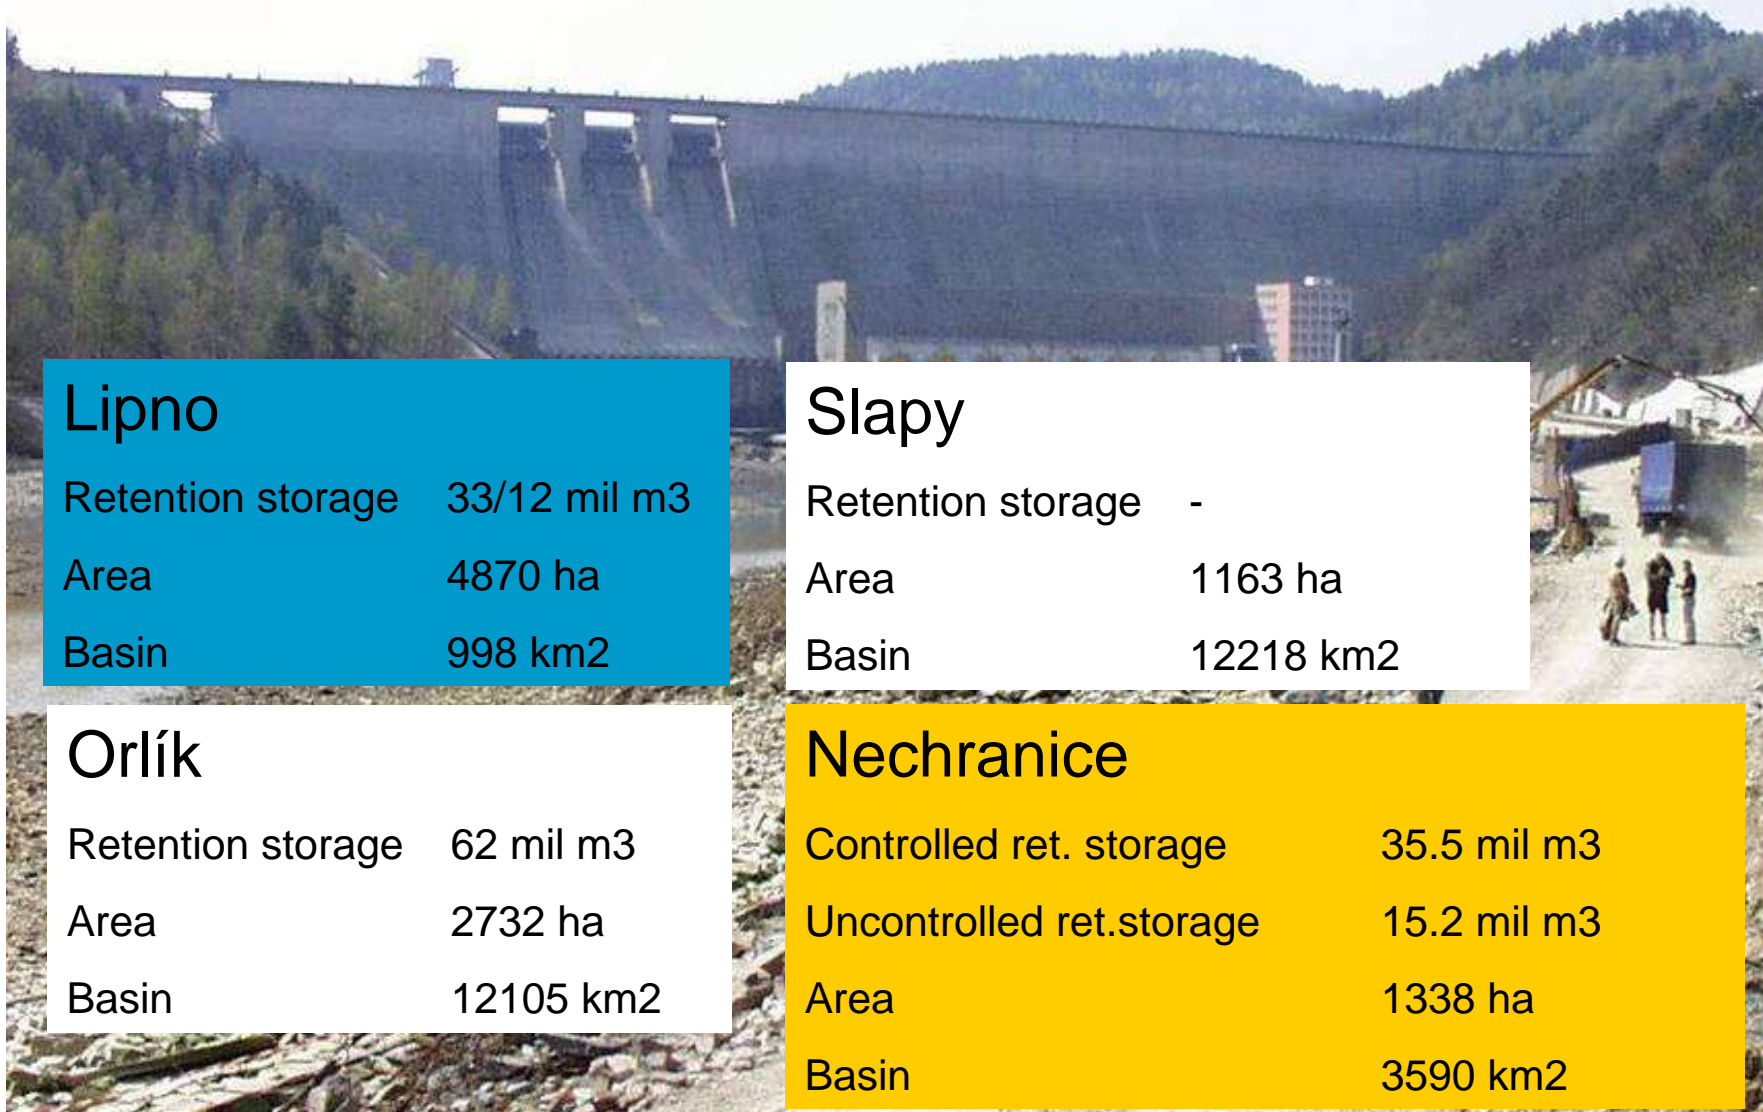 Lipno
Retention storage 33/12 mil m3
Area 4870 ha
Basin 998 km2
Slapy
Retention storage -
Area 1163 ha
Basin 12218 km2
Orlík
Retention storage 62 mil m3
Area 2732 ha
Basin 12105 km2
Nechranice
Controlled ret. storage 35.5 mil m3
Uncontrolled ret.storage 15.2 mil m3
Area 1338 ha
Basin 3590 km2